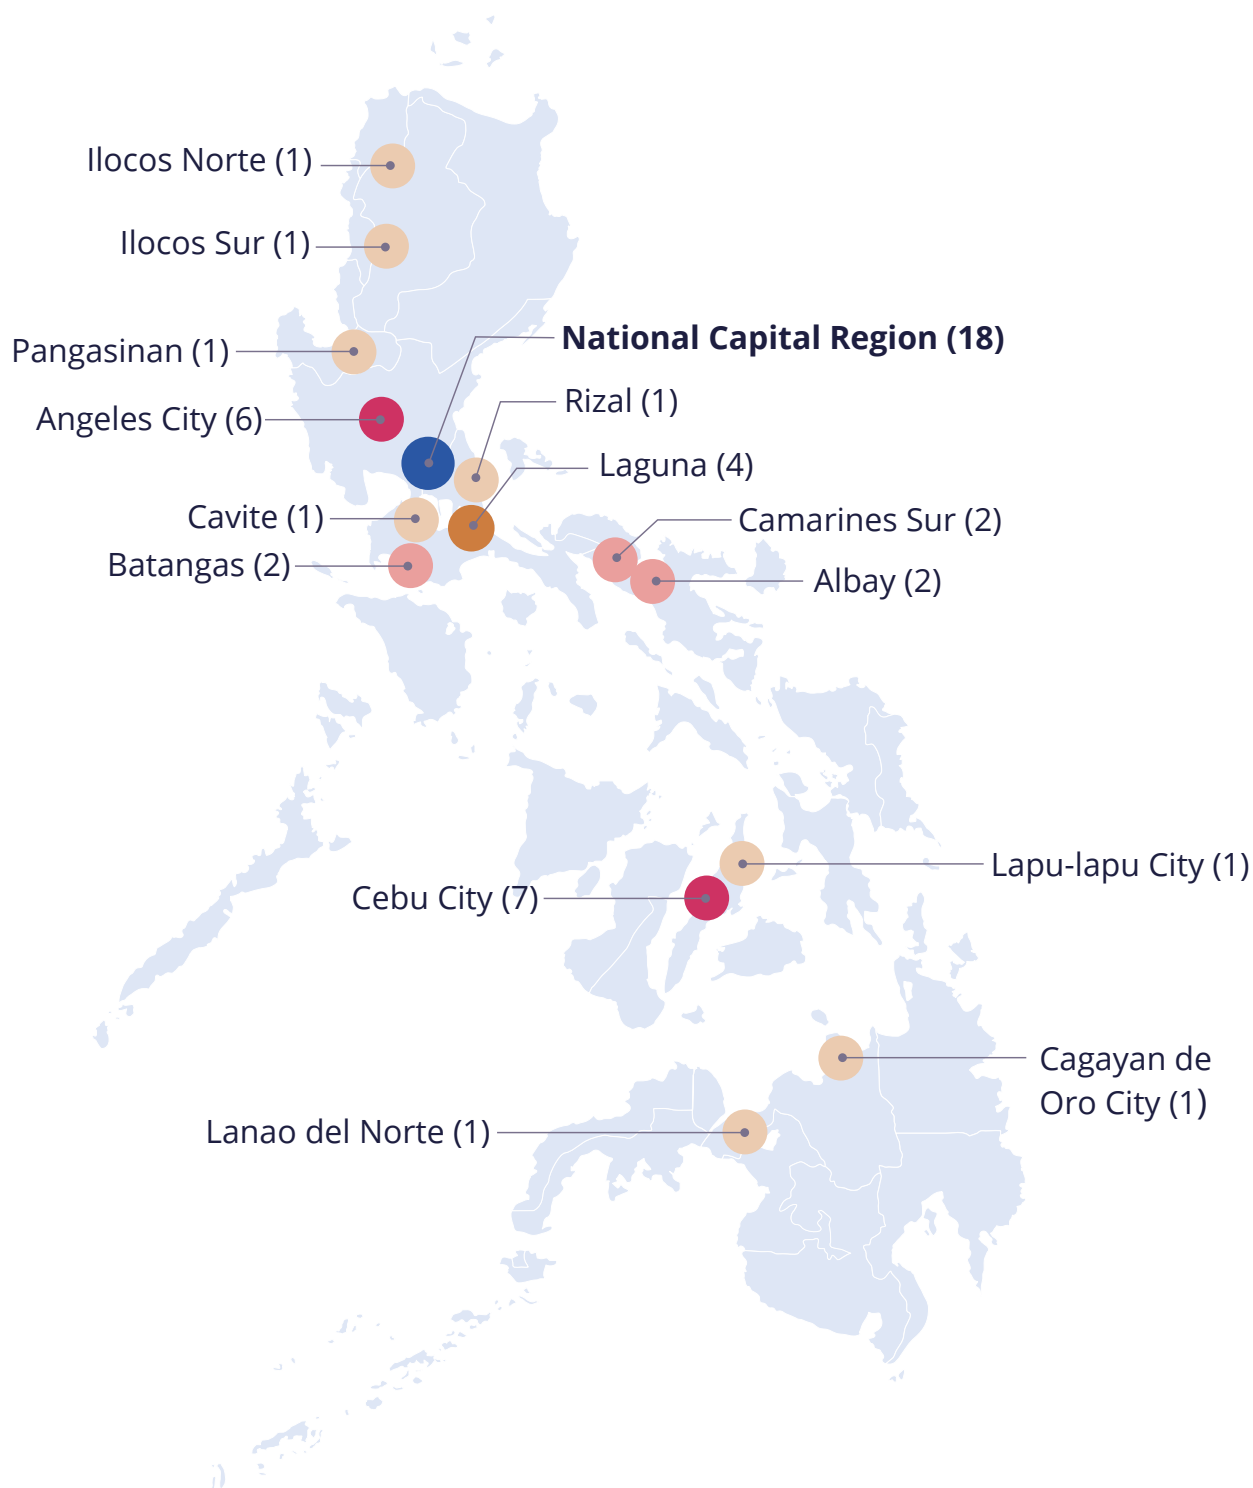 Ilocos Norte (1)
Ilocos Sur (1)
National Capital Region (18)
Pangasinan (1)
Rizal (1)
Angeles City (6)
Laguna (4)
Cavite (1)
Camarines Sur (2)
Batangas (2)
Albay (2)
Lapu-lapu City (1)
Cebu City (7)
Cagayan de
Oro City (1)
Lanao del Norte (1)